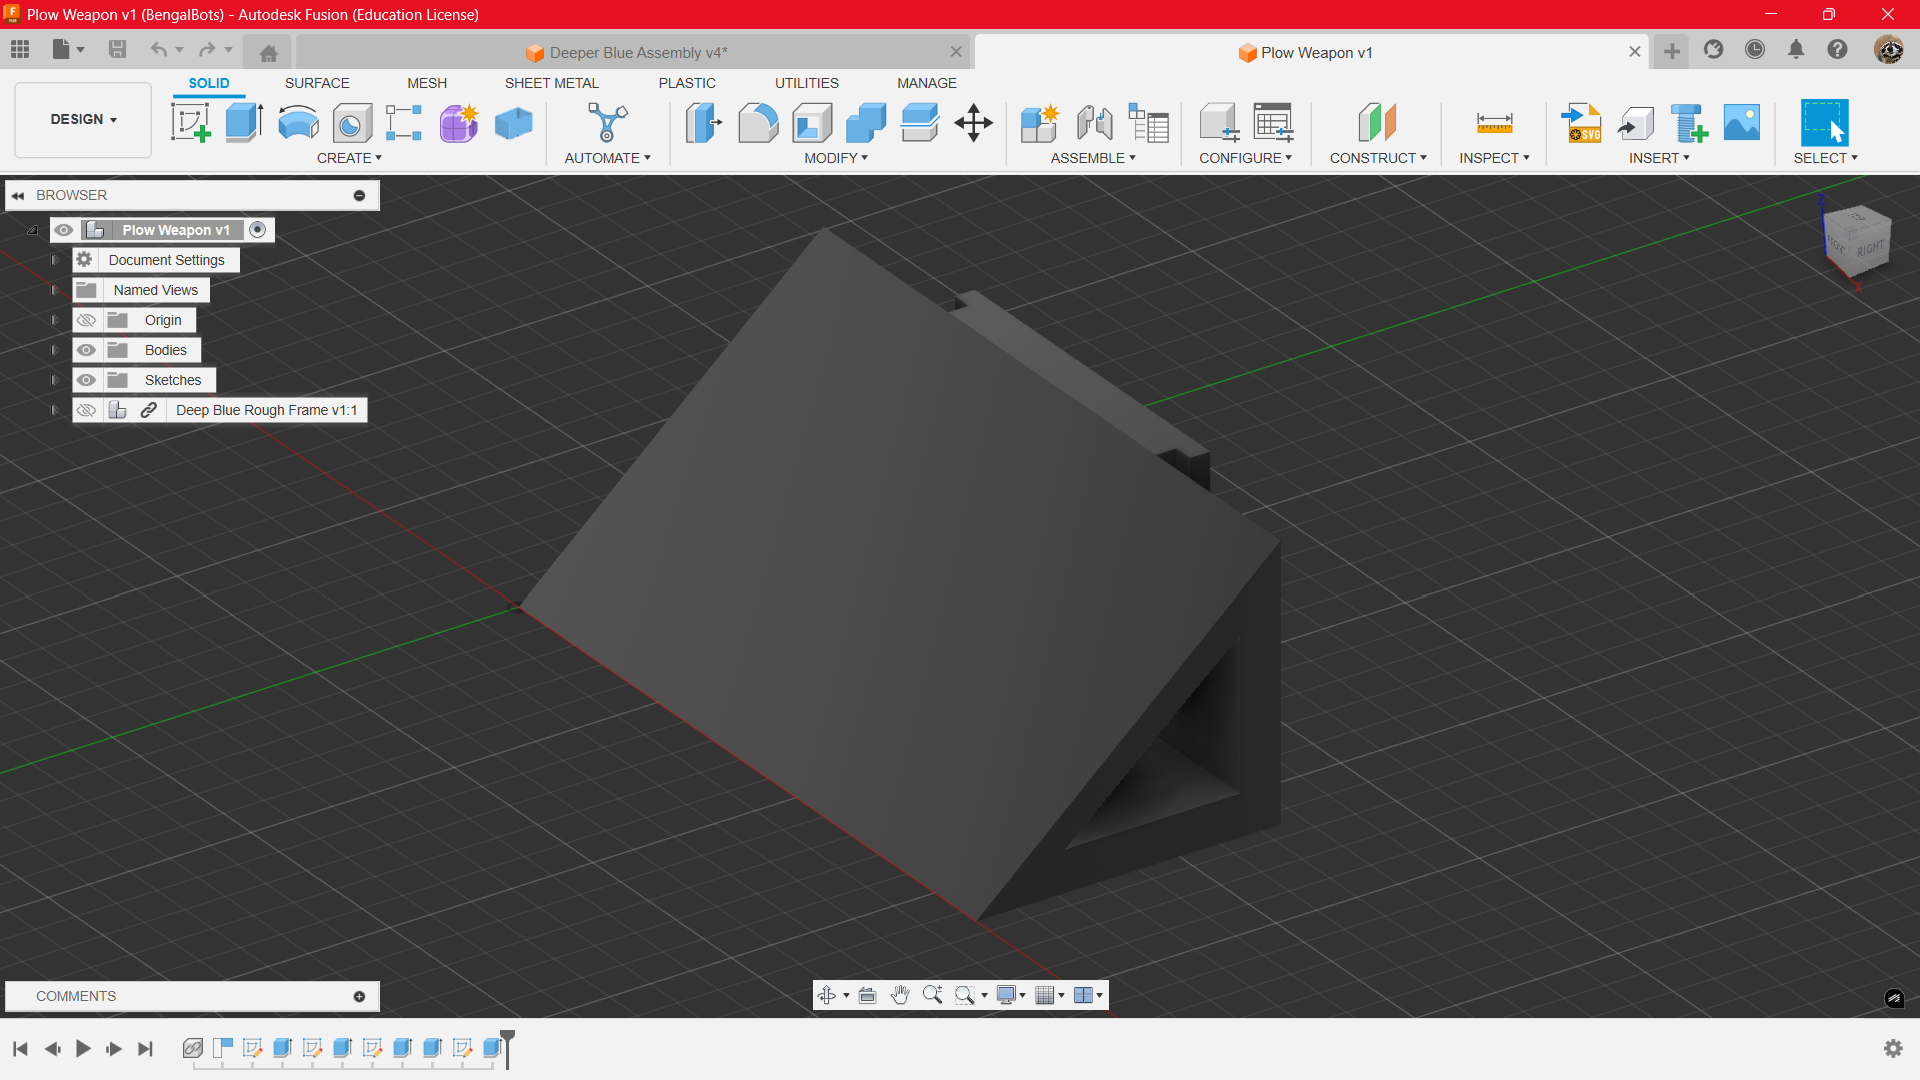 Plow Weapon v1 (BengalBots) - Autodesk Fusion (Education License)
Deeper Blue Assembly v4*
Plow Weapon v1
SOLID SURFACE MESH SHEET METAL PLASTIC UTILITIES MANAGE
DESIGN
SVG
CREATE AUTOMATE MODIFY ASSEMBLE CONFIGURE CONSTRUCT INSPECT INSERT SELECT
BROWSER
Plow Weapon v1
Document Settings
Named Views
Origin
Bodies
Sketches
Deep Blue Rough Frame v1:1
Z
RIGHT
X
COMMENTS